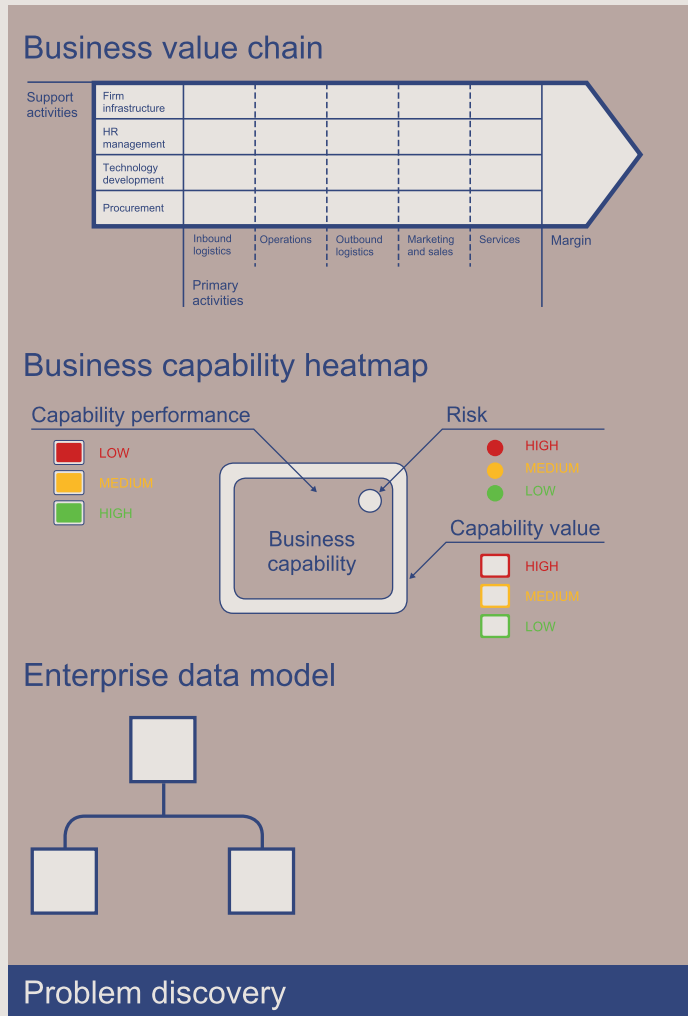 Business value chain
Support
activities
Firm
infrastructure
HR
management
Technology
development
Procurement
Inbound
logistics
Operations
Outbound
logistics
Marketing
and sales
Services
Margin
Primary
activities
Business capability heatmap
Capability performance
LOW
MEDIUM
HIGH
Business
capability
Risk
HIGH
MEDIUM
LOW
Capability value
HIGH
MEDIUM
LOW
Enterprise data model
Problem discovery